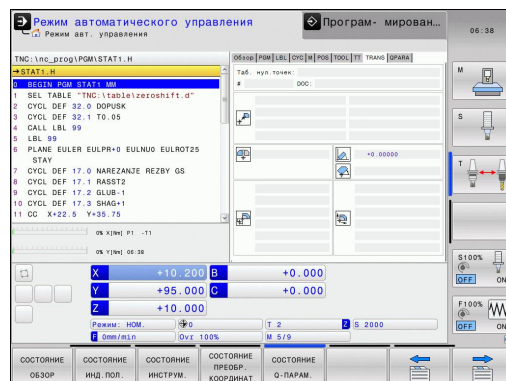 Режим автоматического управления
Режим авт. управления
Програм- мирован...
06:38
TNC:\nc_prog\PGM\STAT1.H
→STAT1.H
0 BEGIN PGM STAT1 MM
1 SEL TABLE "TNC:\table\zeroshift.d"
2 CYCL DEF 32.0 DOPUSK
3 CYCL DEF 32.1 T0.05
4 CALL LBL 99
5 LBL 99
6 PLANE EULER EULPR+0 EULNU0 EULROT25
STAY
7 CYCL DEF 17.0 NAREZANJE REZBY GS
8 CYCL DEF 17.1 RASST2
9 CYCL DEF 17.2 GLUB-1
10 CYCL DEF 17.3 SHAG+1
11 CC X+22.5 Y+35.75
Обзор PGM LBL CYC M POS TOOL TT TRANS QPARA
Таб. нул.точек:
# DOC:
+0.00000
0% X[Nm] P1 -T1
0% Y[Nm] 06:38
X +10.200 B +0.000
Y +95.000 C +0.000
Z +10.000
Режим: НОМ. 0 T 2 Z S 2000
F 0mm/min Ovr 100% M 5/9
M
S
T
S100%
OFF ON
F100%
OFF ON
СОСТОЯНИЕ ОБЗОР
СОСТОЯНИЕ ИНД.ПОЛ.
СОСТОЯНИЕ ИНСТРУМ.
СОСТОЯНИЕ ПРЕОБР. КООРДИНАТ
СОСТОЯНИЕ Q-ПАРАМ.